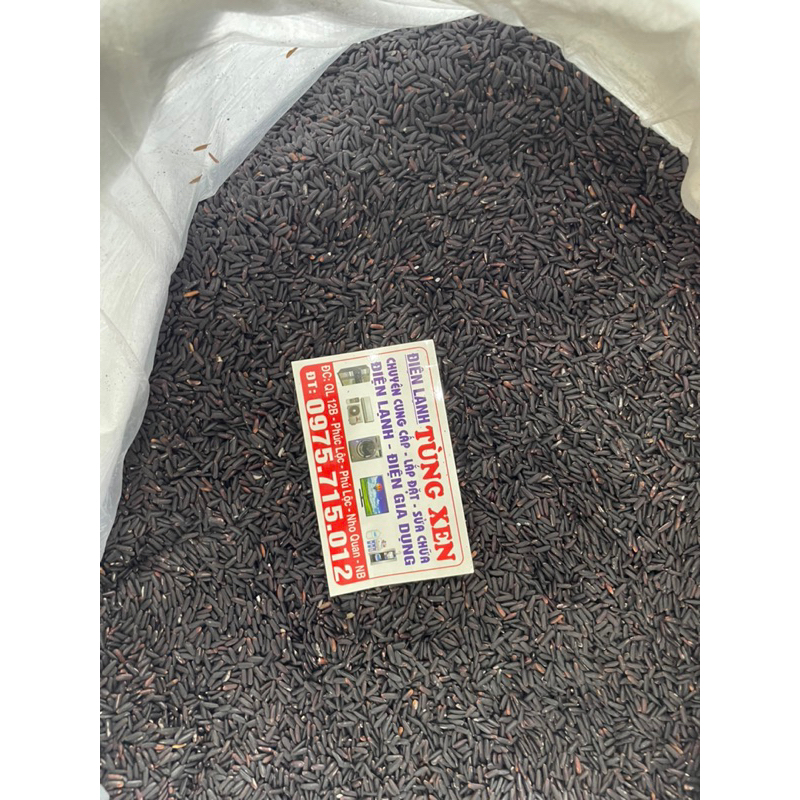 ĐIỆN LẠNH TÙNG XEN
CHUYÊN CUNG CẤP - LẮP ĐẶT - SỬA CHỮA
ĐIỆN LẠNH - ĐIỆN GIA DỤNG
ĐC: QL 12B - Phúc Lộc - Phú Lộc - Nho Quan - NB
ĐT: 0975.715.012